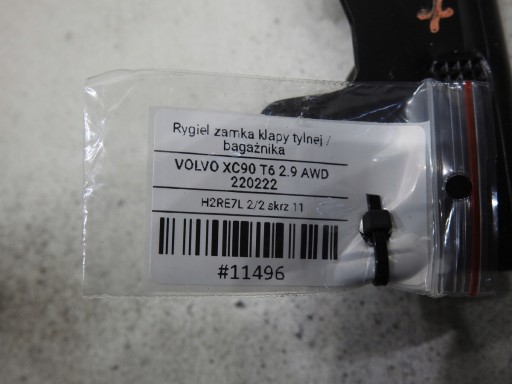 Rygiel zamka klapy tylnej /
bagażnika
VOLVO XC90 T6 2.9 AWD
220222
H2RE7L 2/2 skrz 11
#11496